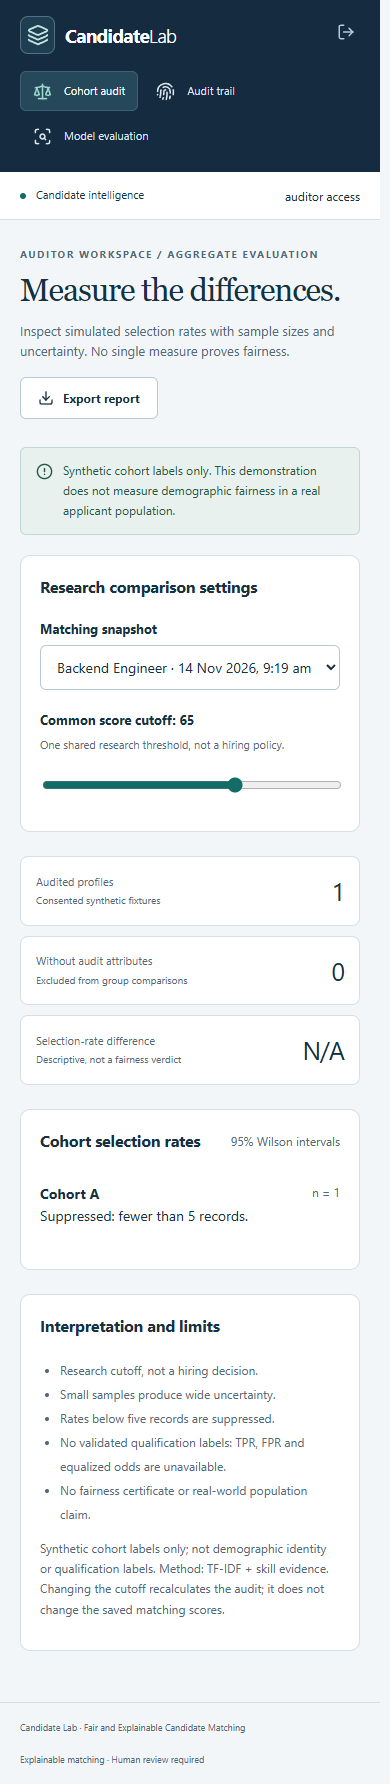 CandidateLab
Cohort audit
Audit trail
Model evaluation
Candidate intelligence
auditor access
AUDITOR WORKSPACE / AGGREGATE EVALUATION
Measure the differences.
Inspect simulated selection rates with sample sizes and
uncertainty. No single measure proves fairness.
Export report
Synthetic cohort labels only. This demonstration
does not measure demographic fairness in a real
applicant population.
Research comparison settings
Matching snapshot
Backend Engineer · 14 Nov 2026, 9:19 am
Common score cutoff: 65
One shared research threshold, not a hiring policy.
Audited profiles
Consented synthetic fixtures
1
Without audit attributes
Excluded from group comparisons
0
Selection-rate difference
Descriptive, not a fairness verdict
N/A
Cohort selection rates
95% Wilson intervals
Cohort A
n = 1
Suppressed: fewer than 5 records.
Interpretation and limits
• Research cutoff, not a hiring decision.
• Small samples produce wide uncertainty.
• Rates below five records are suppressed.
• No validated qualification labels: TPR, FPR and
equalized odds are unavailable.
• No fairness certificate or real-world population
claim.
Synthetic cohort labels only; not demographic identity
or qualification labels. Method: TF-IDF + skill evidence.
Changing the cutoff recalculates the audit; it does not
change the saved matching scores.
Candidate Lab · Fair and Explainable Candidate Matching
Explainable matching · Human review required